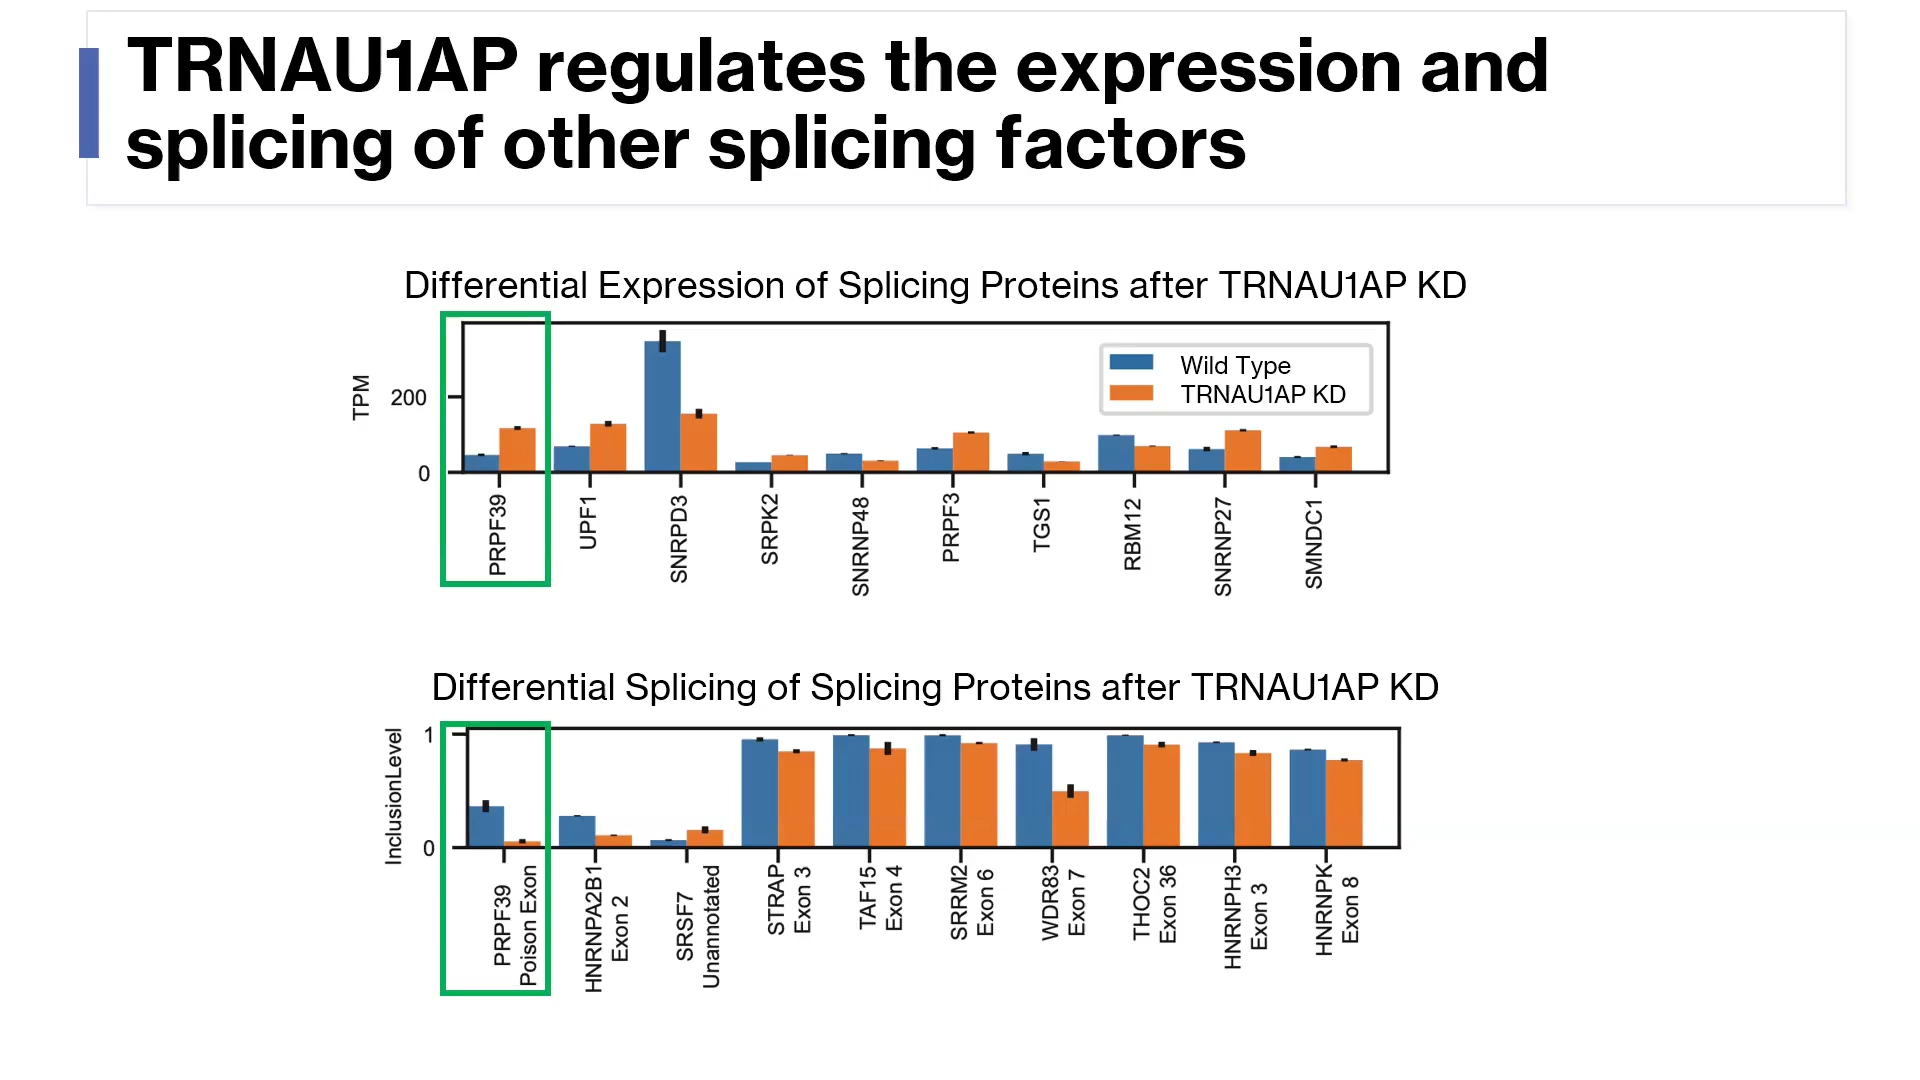 TRNAU1AP regulates the expression and
splicing of other splicing factors
Differential Expression of Splicing Proteins after TRNAU1AP KD
TPM
200
0
Wild Type
TRNAU1AP KD
PRPF39
UPF1
SNRPD3
SRPK2
SNRNP48
PRPF3
TGS1
RBM12
SNRNP27
SMNDC1
Differential Splicing of Splicing Proteins after TRNAU1AP KD
InclusionLevel
1
0
PRPF39
Poison Exon
HNRNPA2B1
Exon 2
SRSF7
Unannotated
STRAP
Exon 3
TAF15
Exon 4
SRRM2
Exon 6
WDR83
Exon 7
THOC2
Exon 36
HNRNPH3
Exon 3
HNRNPK
Exon 8